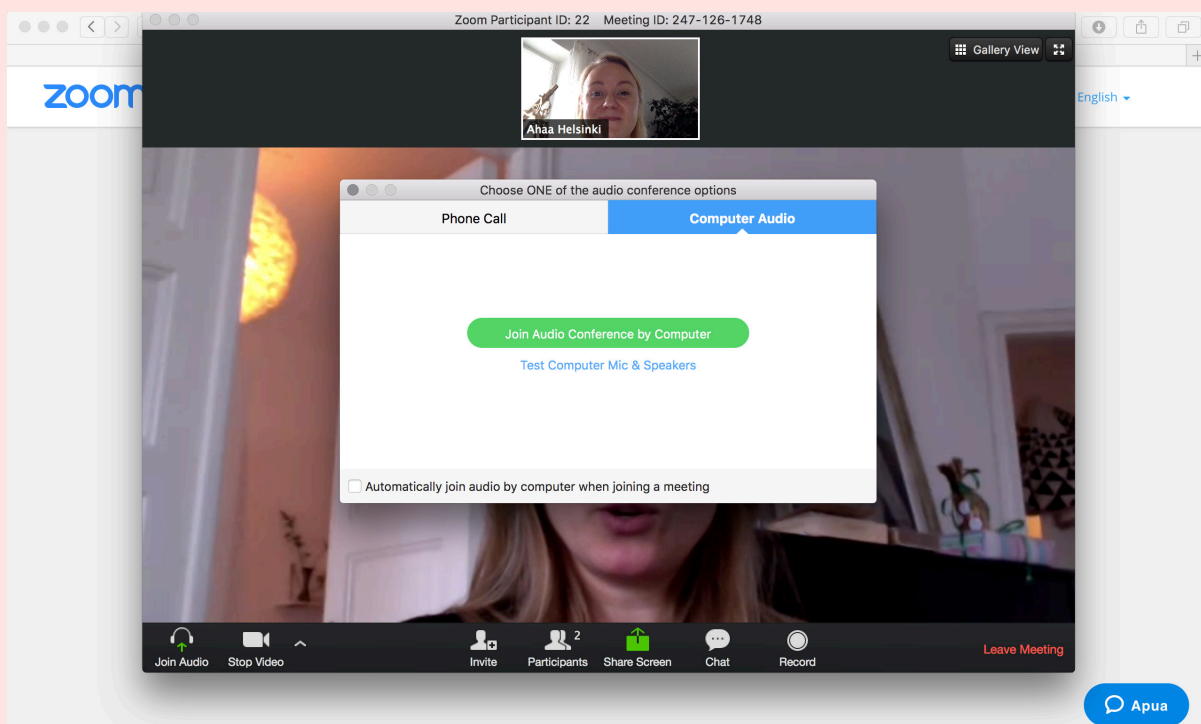 Zoom Participant ID: 22 Meeting ID: 247-126-1748
zoom
Gallery View
English
Ahaa Helsinki
Choose ONE of the audio conference options
Phone Call
Computer Audio
Join Audio Conference by Computer
Test Computer Mic & Speakers
Automatically join audio by computer when joining a meeting
2
Join Audio
Stop Video
Invite
Participants
Share Screen
Chat
Record
Leave Meeting
Apua